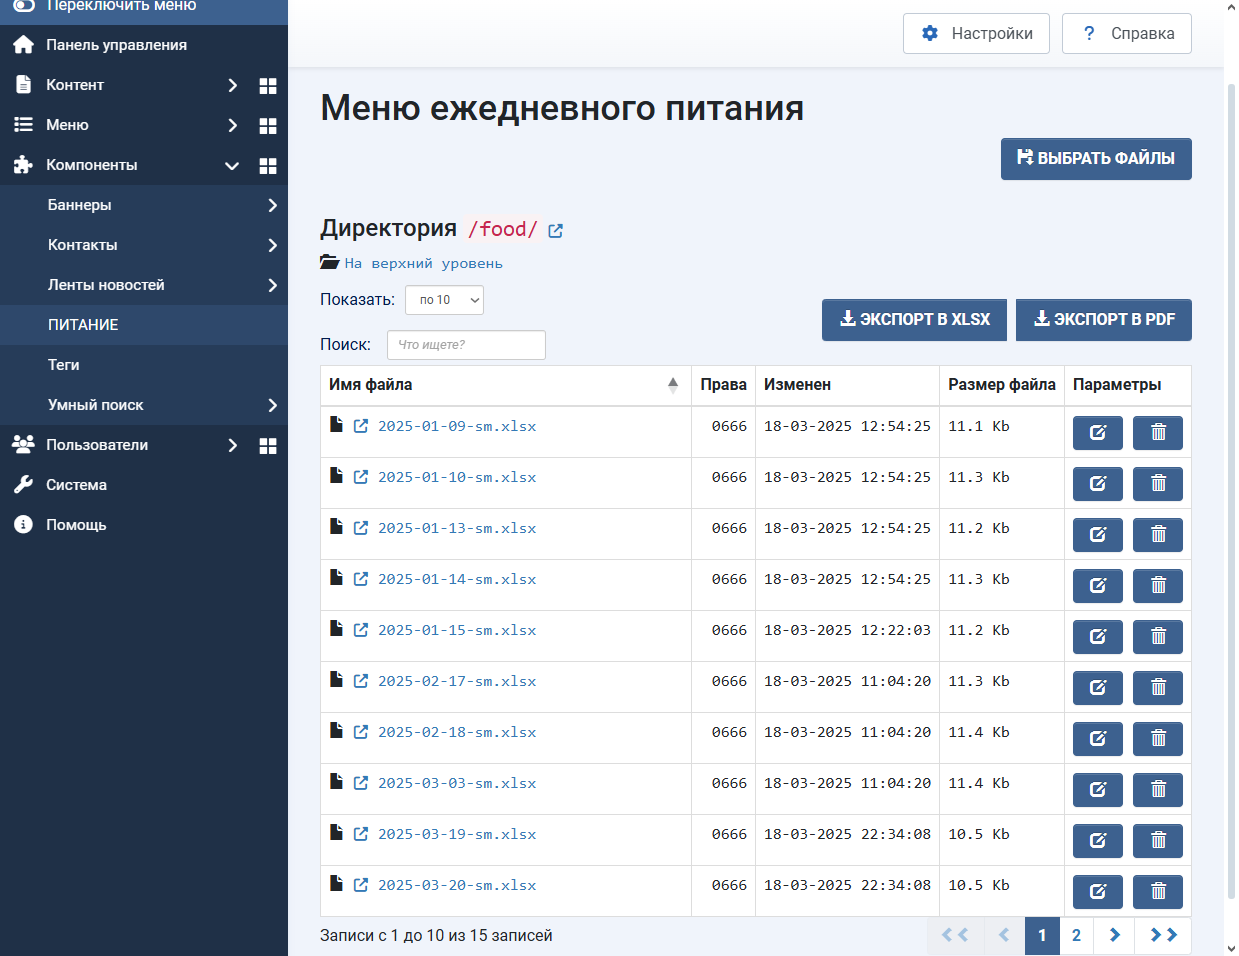 Переключить меню
Панель управления
Контент
Меню
Компоненты
Баннеры
Контакты
Ленты новостей
ПИТАНИЕ
Теги
Умный поиск
Пользователи
Система
Помощь
Настройки
? Справка
Меню ежедневного питания
ВЫБРАТЬ ФАЙЛЫ
Директория /food/
На верхний уровень
Показать: по 10
ЭКСПОРТ В XLSX ЭКСПОРТ В PDF
Поиск: Что ищете?
Имя файла Права Изменен Размер файла Параметры
2025-01-09-sm.xlsx 0666 18-03-2025 12:54:25 11.1 Kb
2025-01-10-sm.xlsx 0666 18-03-2025 12:54:25 11.3 Kb
2025-01-13-sm.xlsx 0666 18-03-2025 12:54:25 11.2 Kb
2025-01-14-sm.xlsx 0666 18-03-2025 12:54:25 11.3 Kb
2025-01-15-sm.xlsx 0666 18-03-2025 12:22:03 11.2 Kb
2025-02-17-sm.xlsx 0666 18-03-2025 11:04:20 11.3 Kb
2025-02-18-sm.xlsx 0666 18-03-2025 11:04:20 11.4 Kb
2025-03-03-sm.xlsx 0666 18-03-2025 11:04:20 11.4 Kb
2025-03-19-sm.xlsx 0666 18-03-2025 22:34:08 10.5 Kb
2025-03-20-sm.xlsx 0666 18-03-2025 22:34:08 10.5 Kb
Записи с 1 до 10 из 15 записей
1 2